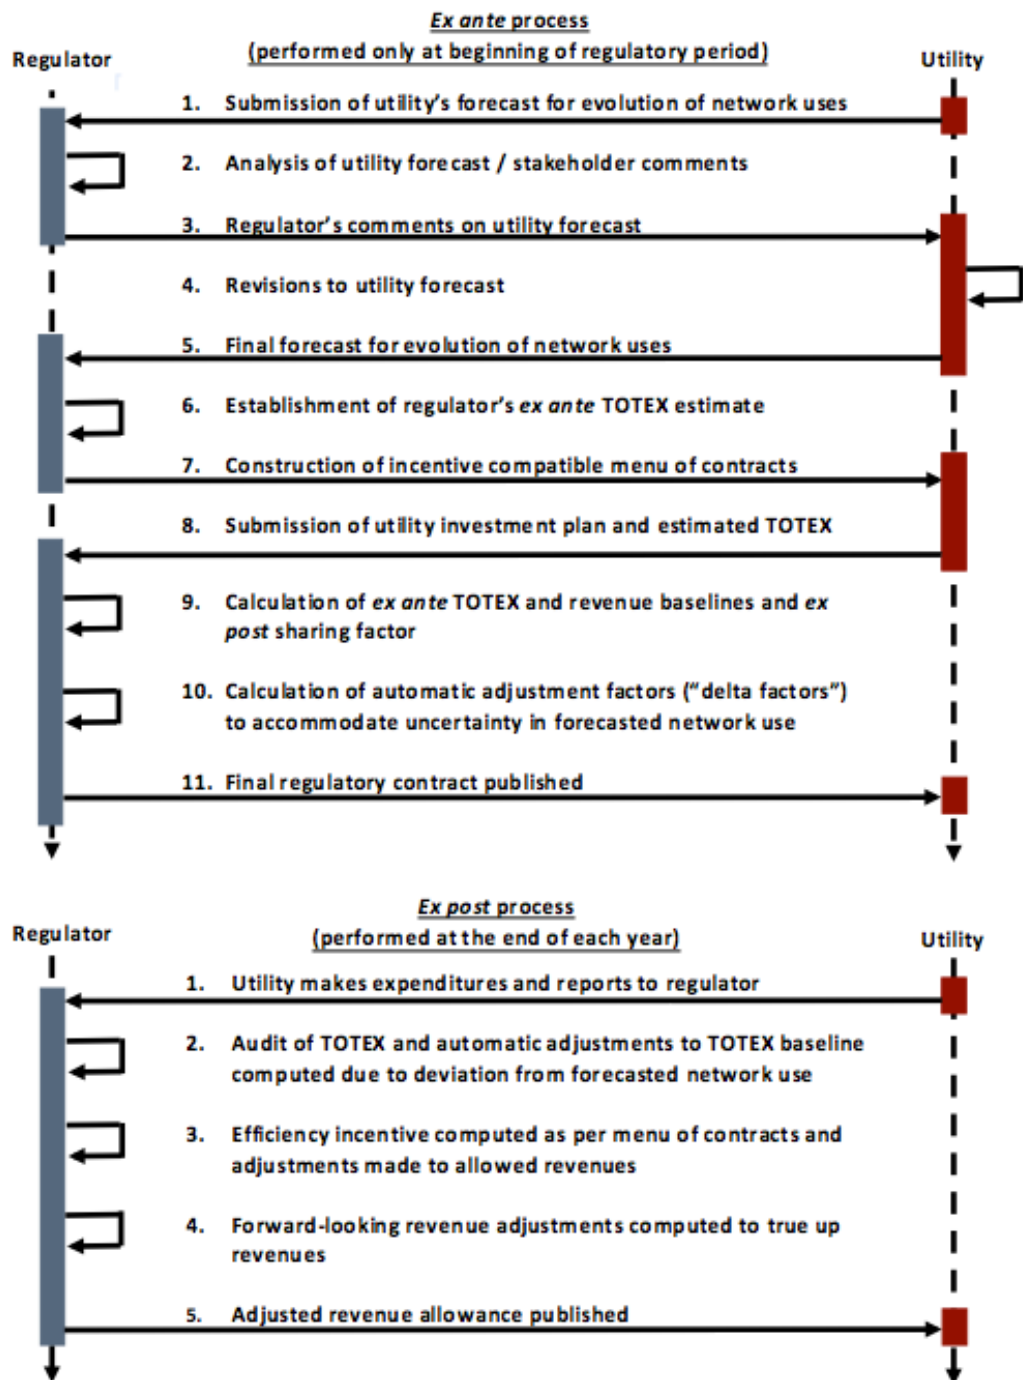 Ex ante process
(performed only at beginning of regulatory period)
Regulator
Utility
1. Submission of utility's forecast for evolution of network uses
2. Analysis of utility forecast / stakeholder comments
3. Regulator's comments on utility forecast
4. Revisions to utility forecast
5. Final forecast for evolution of network uses
6. Establishment of regulator's ex ante TOTEX estimate
7. Construction of incentive compatible menu of contracts
8. Submission of utility investment plan and estimated TOTEX
9. Calculation of ex ante TOTEX and revenue baselines and ex
post sharing factor
10. Calculation of automatic adjustment factors ("delta factors")
to accommodate uncertainty in forecasted network use
11. Final regulatory contract published
Ex post process
(performed at the end of each year)
Regulator
Utility
1. Utility makes expenditures and reports to regulator
2. Audit of TOTEX and automatic adjustments to TOTEX baseline
computed due to deviation from forecasted network use
3. Efficiency incentive computed as per menu of contracts and
adjustments made to allowed revenues
4. Forward-looking revenue adjustments computed to true up
revenues
5. Adjusted revenue allowance published